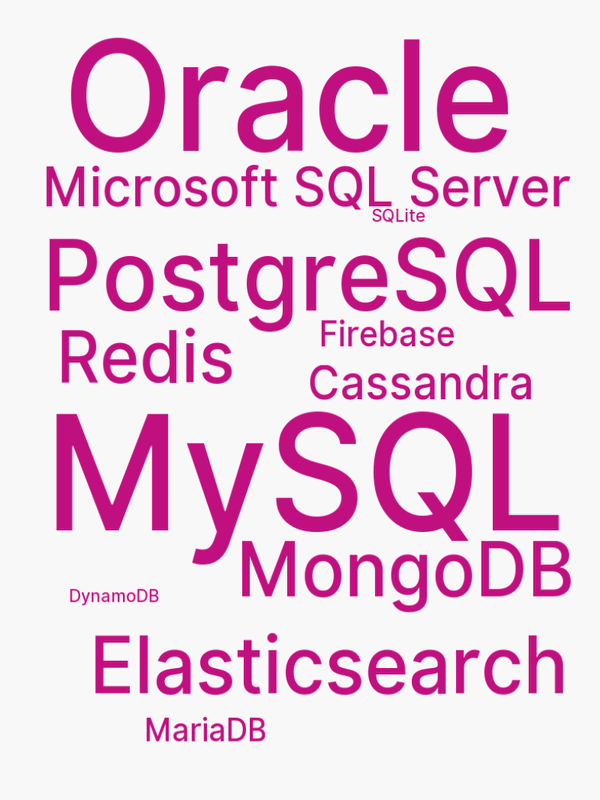 Oracle
Microsoft SQL Server
SQLite
PostgreSQL
Firebase
Redis
Cassandra
MySQL
MongoDB
DynamoDB
Elasticsearch
MariaDB